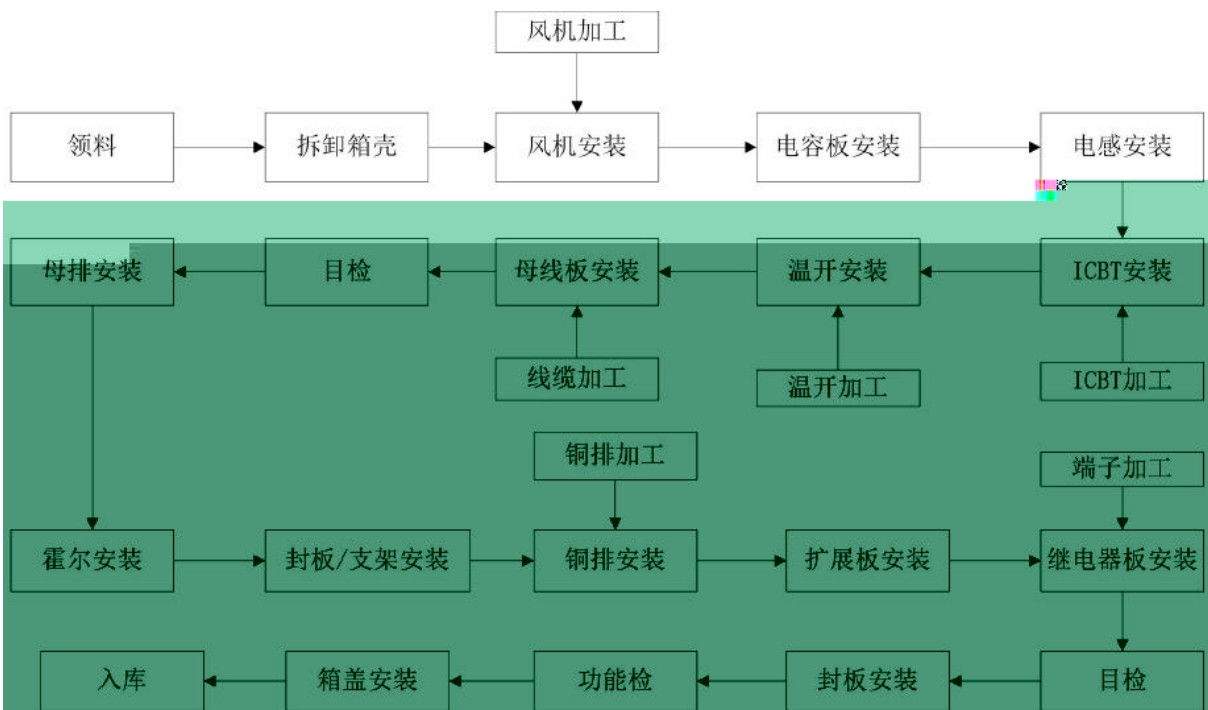 风机加工
领料
拆卸箱壳
风机安装
电容板安装
电感安装
母排安装
目检
母线板安装
温开安装
ICBT安装
线缆加工
温开加工
ICBT加工
铜排加工
端子加工
霍尔安装
封板/支架安装
铜排安装
扩展板安装
继电器板安装
入库
箱盖安装
功能检
封板安装
目检